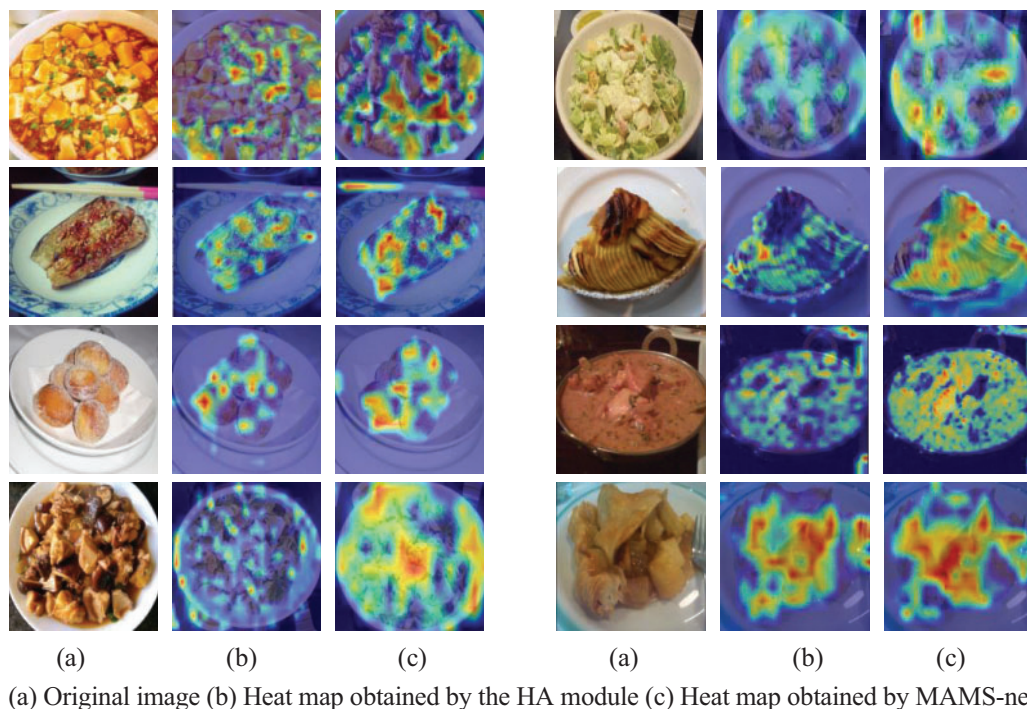 (a) (b) (c) (a) (b) (c)
(a) Original image (b) Heat map obtained by the HA module (c) Heat map obtained by MAMS-ne